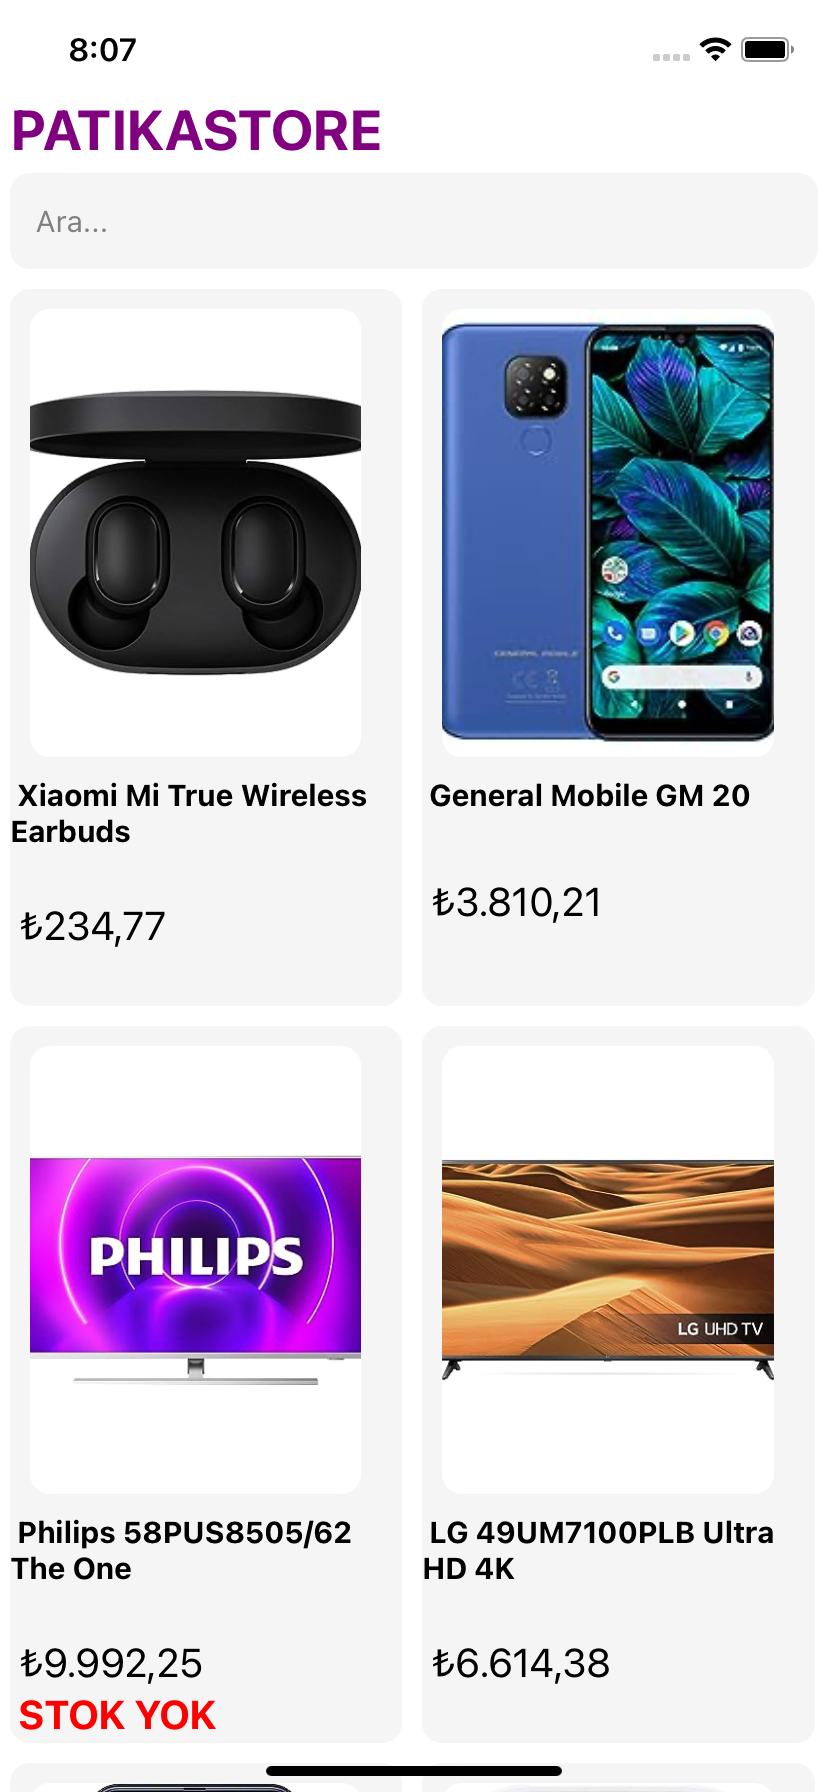 8:07
PATIKASTORE
Ara...
Xiaomi Mi True Wireless
Earbuds
₺234,77
GENERAL MOBILE
General Mobile GM 20
₺3.810,21
PHILIPS
Philips 58PUS8505/62
The One
₺9.992,25
STOK YOK
LG UHD TV
LG 49UM7100PLB Ultra
HD 4K
₺6.614,38